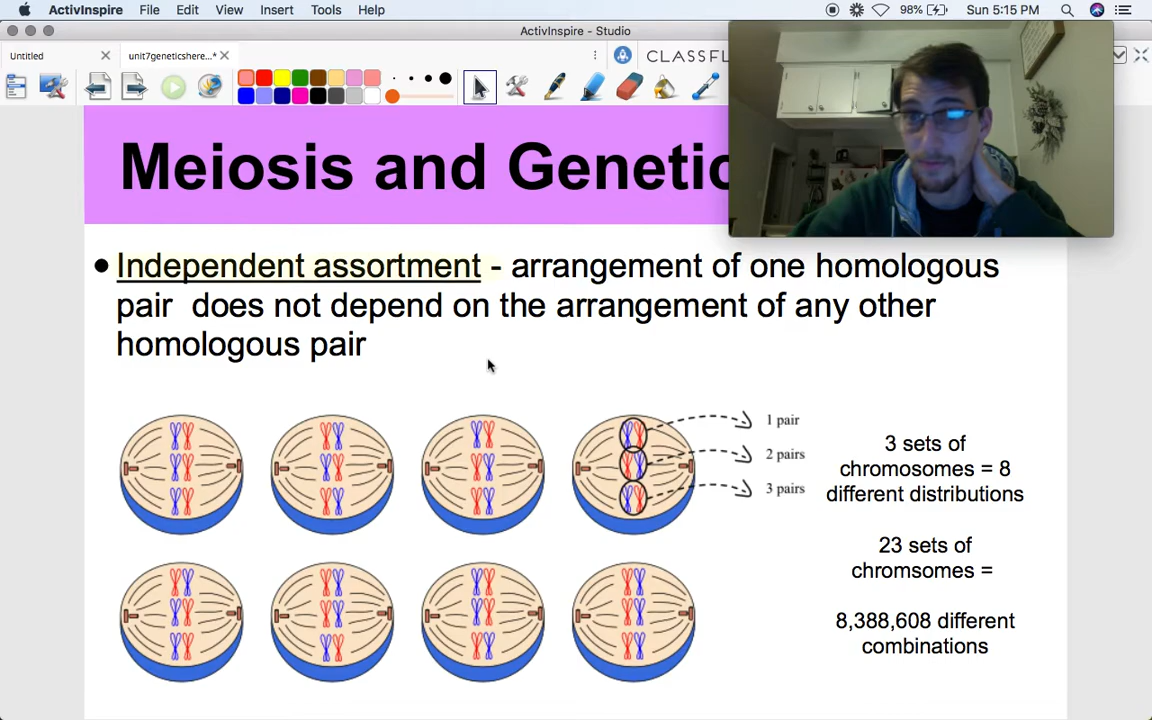 ActivInspire File Edit View Insert Tools Help 98% Sun 5:15 PM
ActivInspire - Studio
Untitled unit7geneticshere...* CLASSFL
Meiosis and Genetic
Independent assortment - arrangement of one homologous
pair does not depend on the arrangement of any other
homologous pair
1 pair
2 pairs
3 pairs
3 sets of
chromosomes = 8
different distributions
23 sets of
chromsomes =
8,388,608 different
combinations